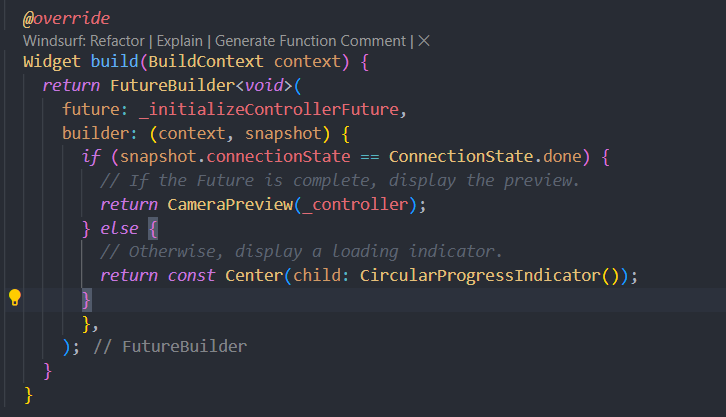 @override
Windsurf: Refactor | Explain | Generate Function Comment | ×
Widget build(BuildContext context) {
  return FutureBuilder<void>(
    future: _initializeControllerFuture,
    builder: (context, snapshot) {
      if (snapshot.connectionState == ConnectionState.done) {
        // If the Future is complete, display the preview.
        return CameraPreview(_controller);
      } else {
        // Otherwise, display a loading indicator.
        return const Center(child: CircularProgressIndicator());
      }
      },
    ); // FutureBuilder
  }
}